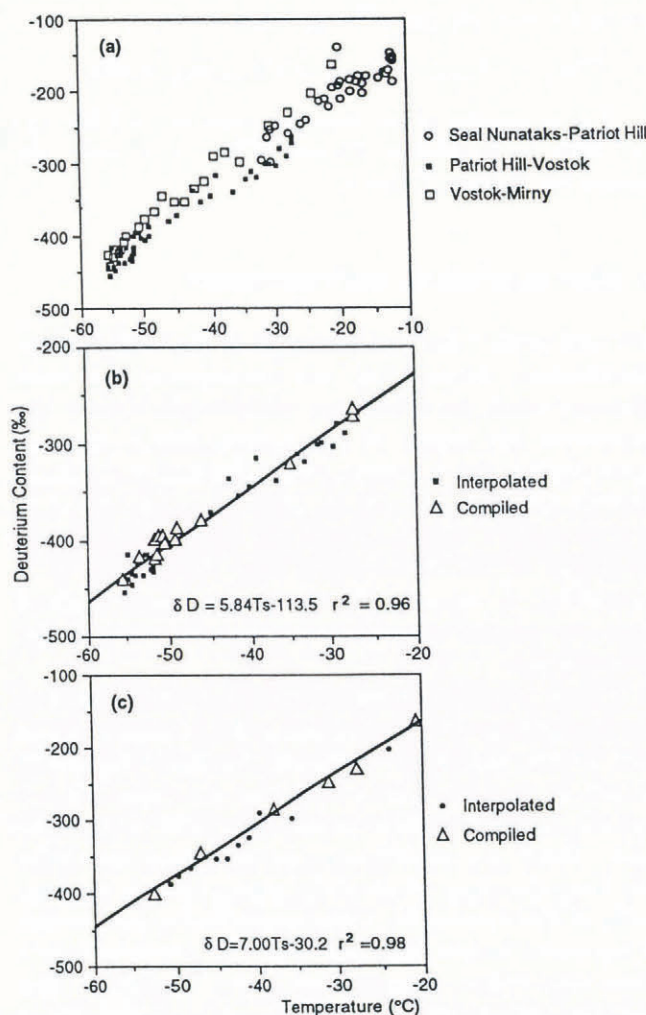 -100
(a)
-200
-300
-400
-500
-60 -50 -40 -30 -20 -10
Seal Nunataks-Patriot Hill
Patriot Hill-Vostok
Vostok-Mirny
Deuterium Content (‰)
-200
(b)
-300
-400
-500
δ D = 5.84Ts-113.5 r² = 0.96
-60 -50 -40 -30 -20
Interpolated
Compiled
-100
(c)
-200
-300
-400
-500
δ D=7.00Ts-30.2 r² =0.98
-60 -50 -40 -30 -20
Interpolated
Compiled
Temperature (°C)